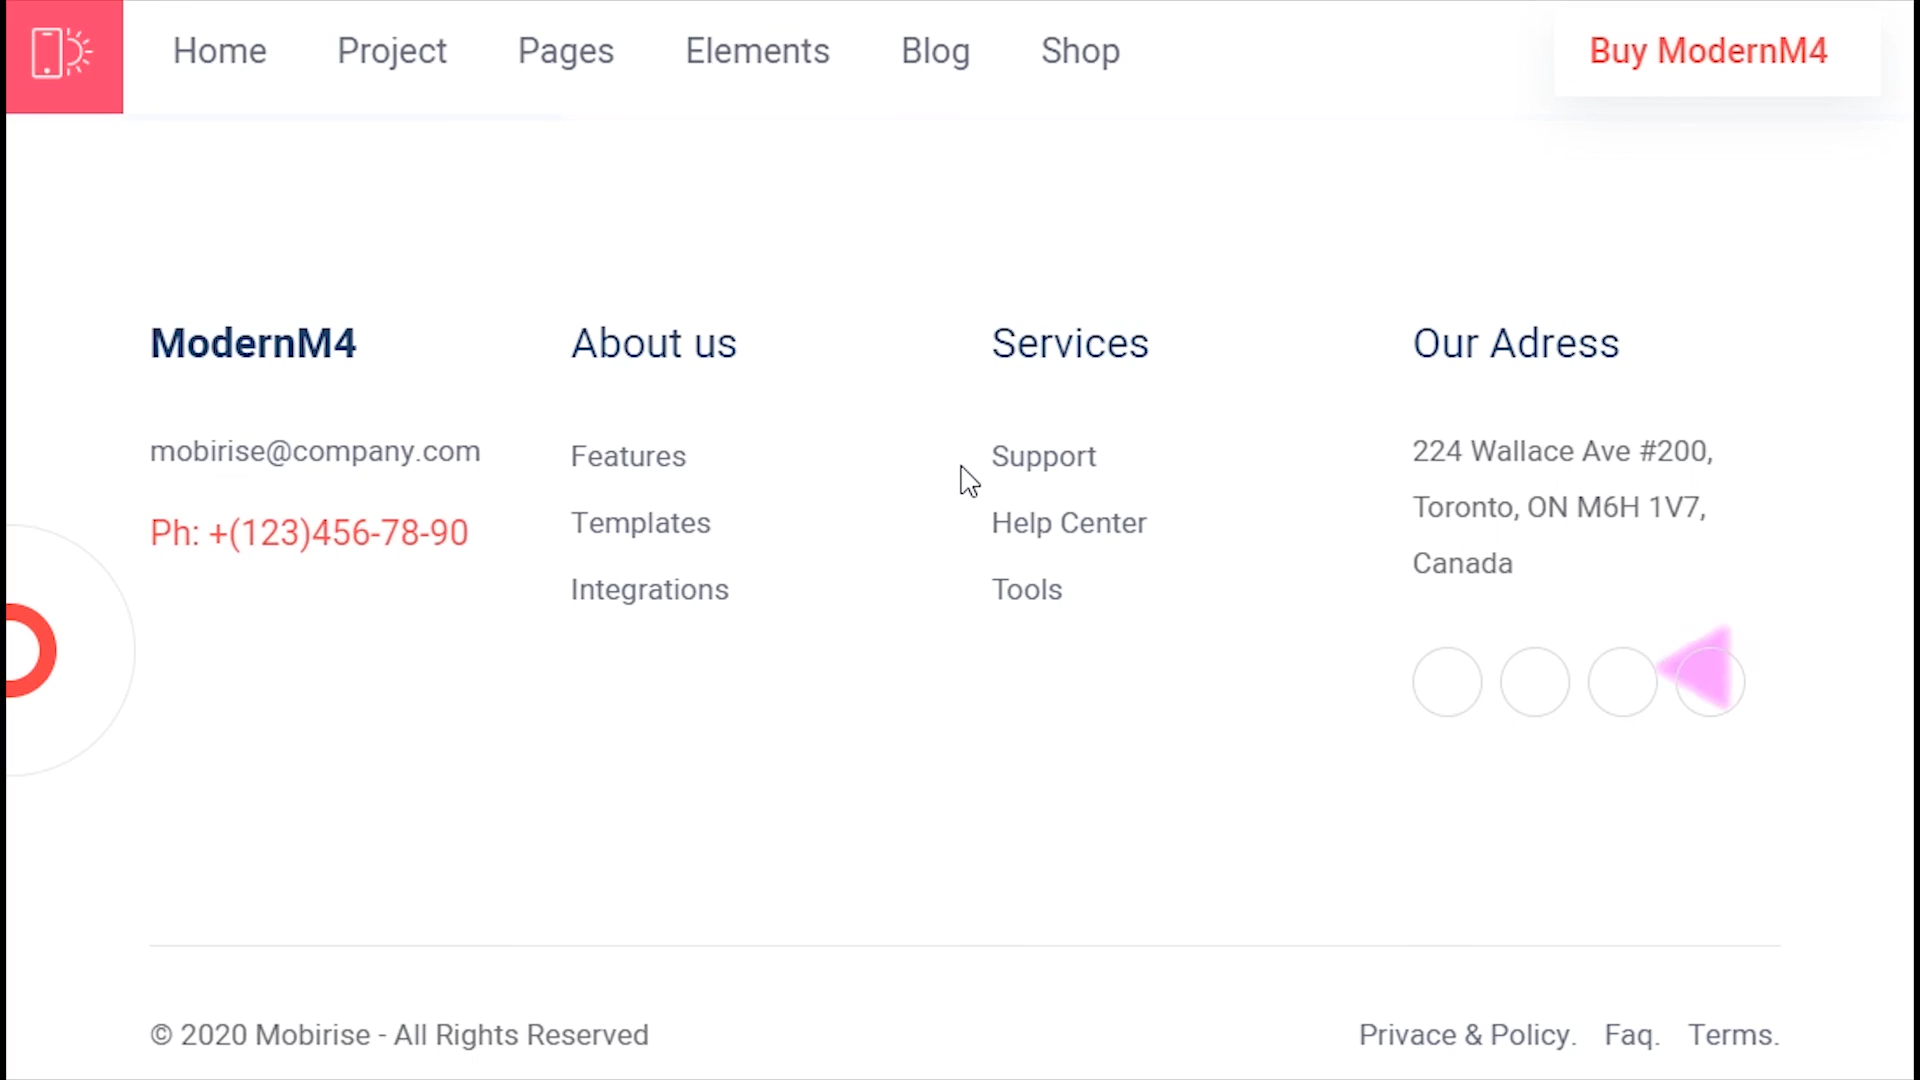 Home Project Pages Elements Blog Shop Buy ModernM4
ModernM4
mobirise@company.com
Ph: +(123)456-78-90
About us
Features
Templates
Integrations
Services
Support
Help Center
Tools
Our Adress
224 Wallace Ave #200,
Toronto, ON M6H 1V7,
Canada
© 2020 Mobirise - All Rights Reserved
Privace & Policy. Faq. Terms.